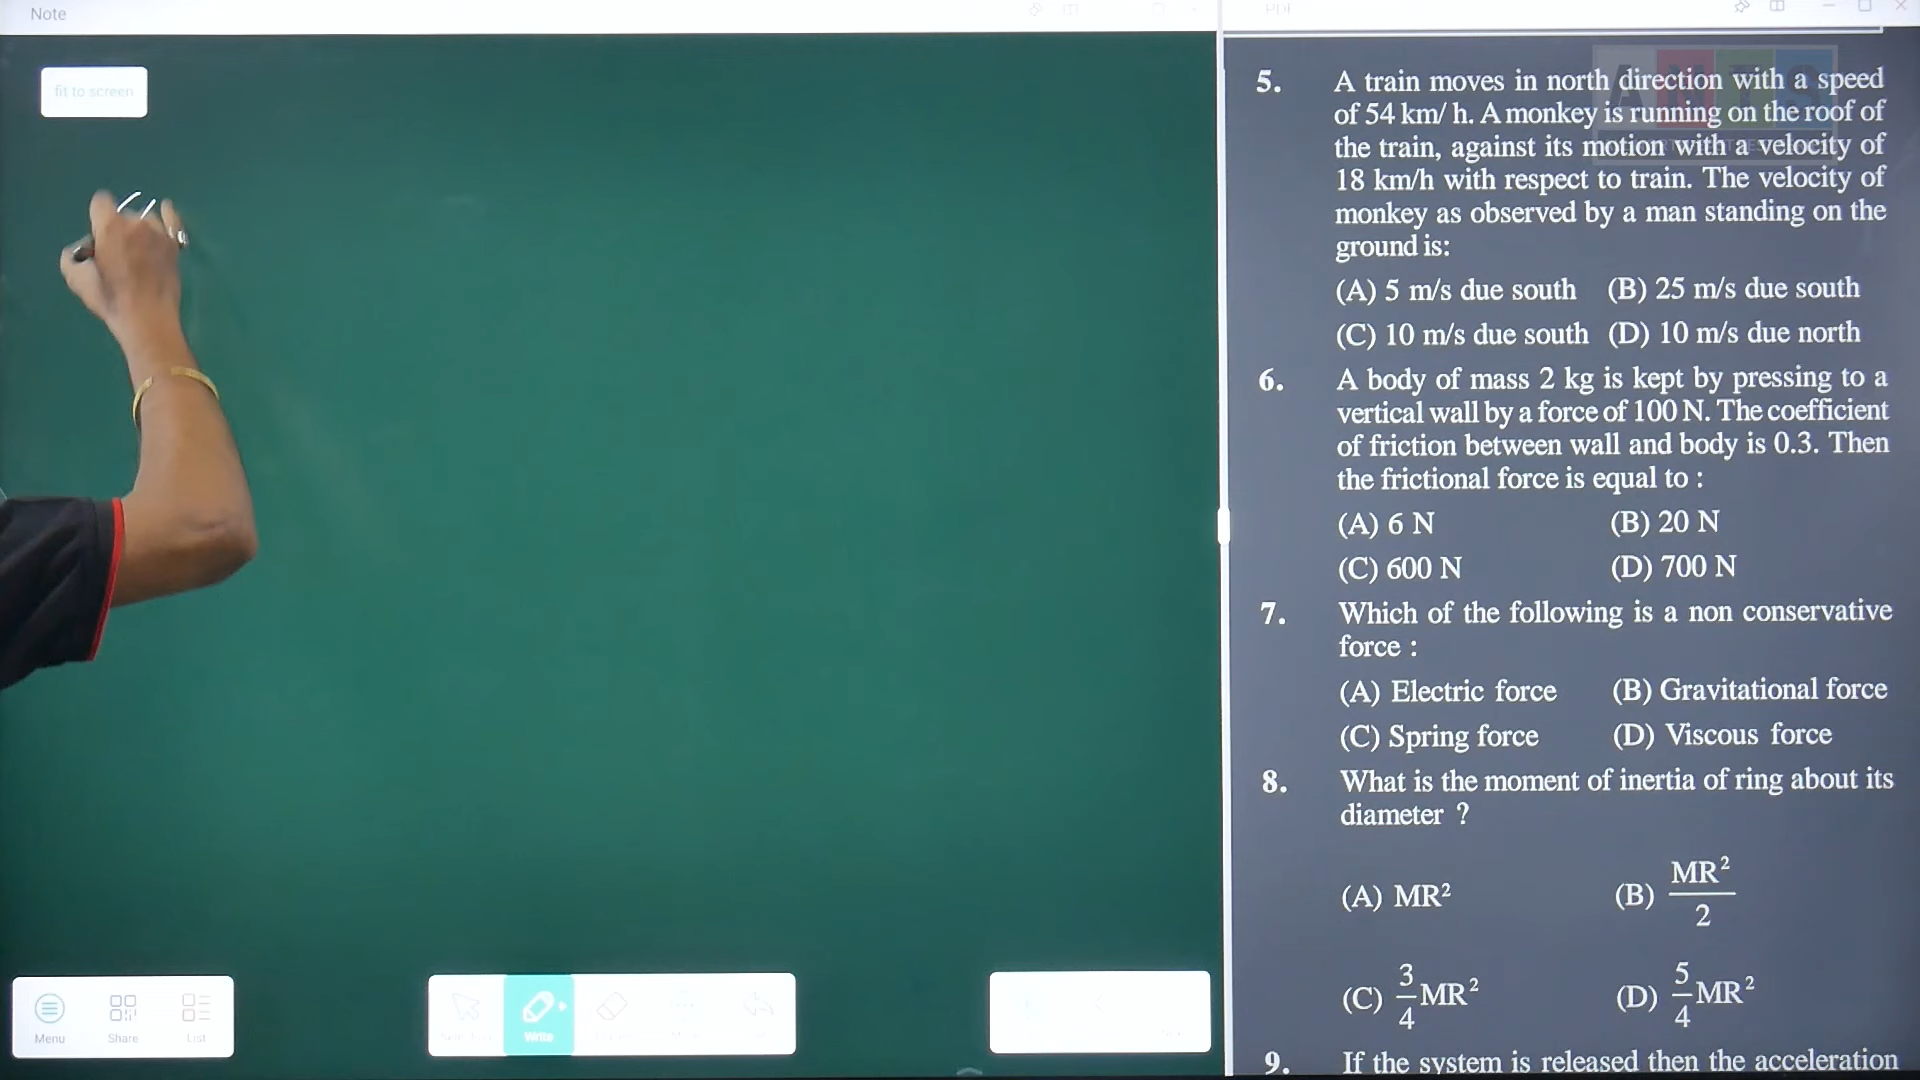 Note
PDF
fit to screen
5. A train moves in north direction with a speed
of 54 km/ h. A monkey is running on the roof of
the train, against its motion with a velocity of
18 km/h with respect to train. The velocity of
monkey as observed by a man standing on the
ground is:
(A) 5 m/s due south (B) 25 m/s due south
(C) 10 m/s due south (D) 10 m/s due north
6. A body of mass 2 kg is kept by pressing to a
vertical wall by a force of 100 N. The coefficient
of friction between wall and body is 0.3. Then
the frictional force is equal to :
(A) 6 N (B) 20 N
(C) 600 N (D) 700 N
7. Which of the following is a non conservative
force :
(A) Electric force (B) Gravitational force
(C) Spring force (D) Viscous force
8. What is the moment of inertia of ring about its
diameter ?
(A) MR² (B) MR²/2
(C) 3/4 MR² (D) 5/4 MR²
9. If the system is released then the acceleration
Menu Share List
Write